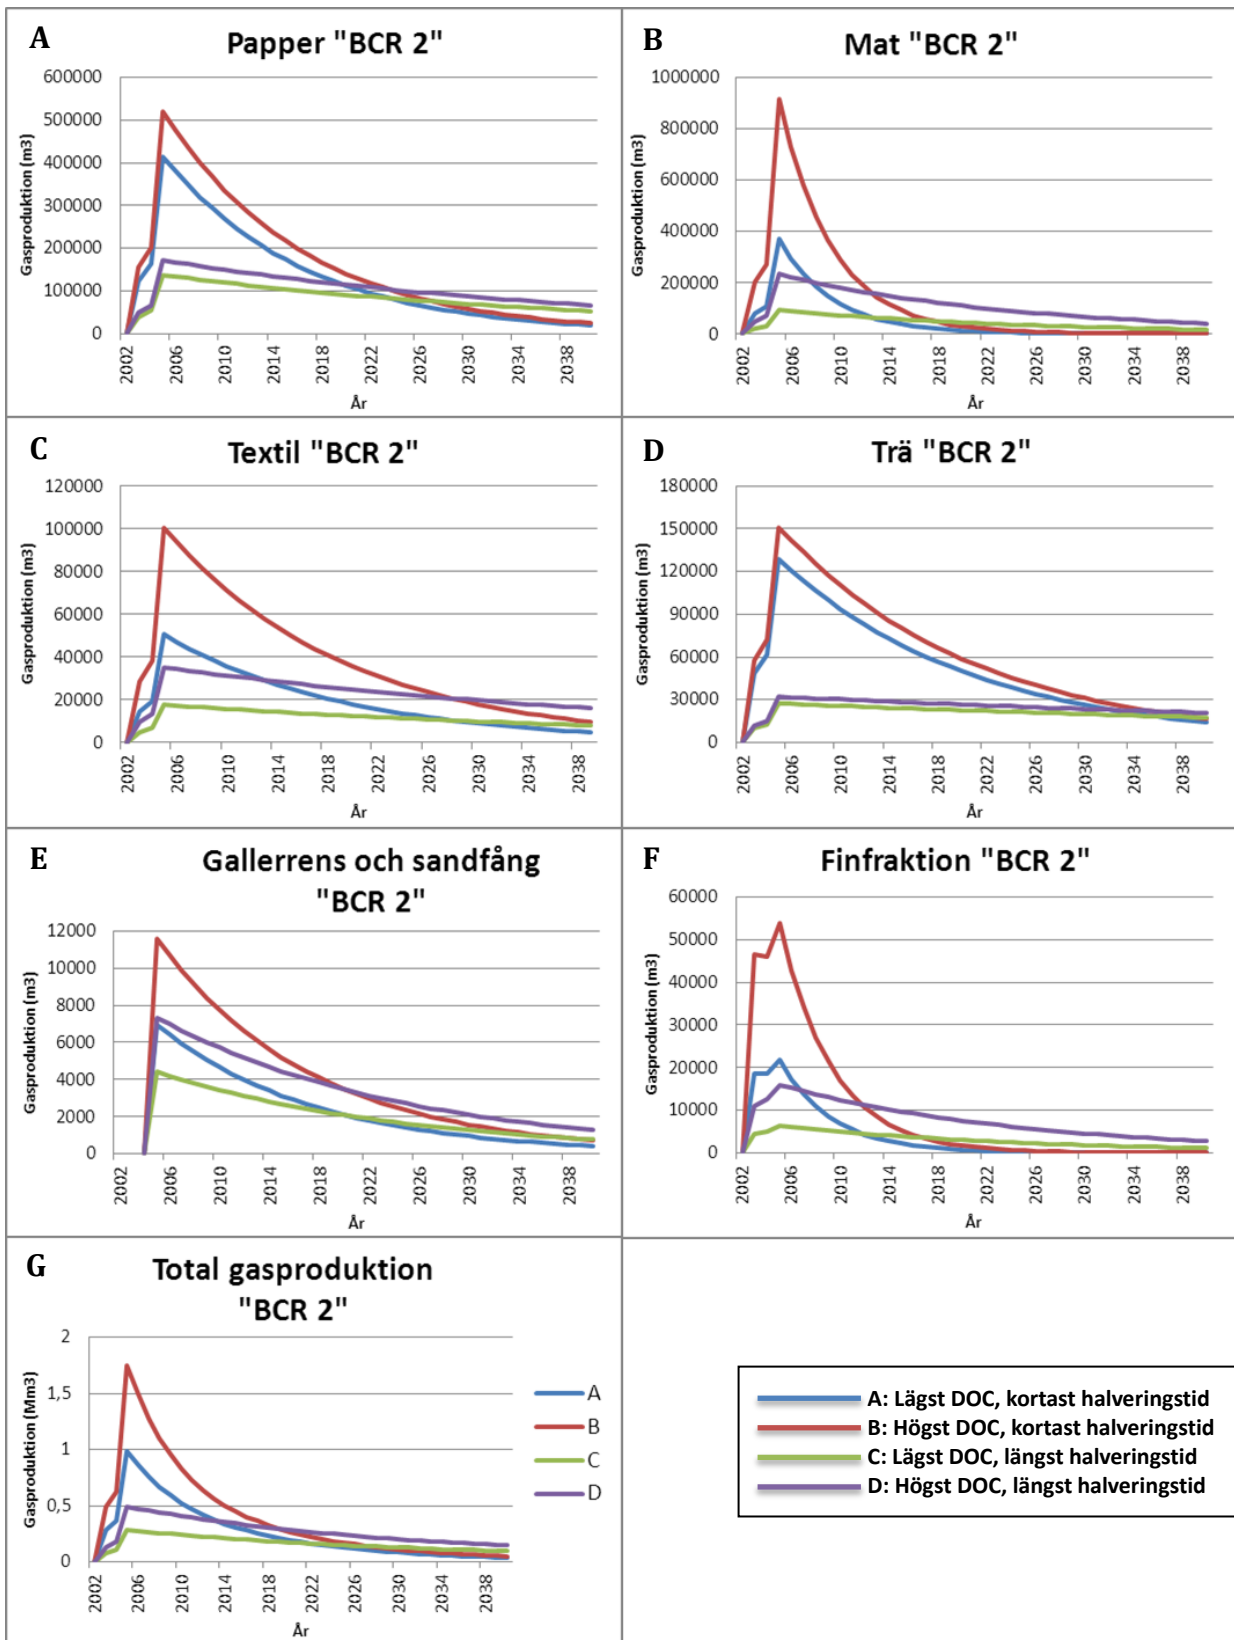 A
Papper "BCR 2"
Gasproduktion (m3)
600000
500000
400000
300000
200000
100000
0
2002 2006 2010 2014 2018 2022 2026 2030 2034 2038
År
B
Mat "BCR 2"
Gasproduktion (m3)
1000000
800000
600000
400000
200000
0
2002 2006 2010 2014 2018 2022 2026 2030 2034 2038
År
C
Textil "BCR 2"
Gasproduktion (m3)
120000
100000
80000
60000
40000
20000
0
2002 2006 2010 2014 2018 2022 2026 2030 2034 2038
År
D
Trä "BCR 2"
Gasproduktion (m3)
180000
150000
120000
90000
60000
30000
0
2002 2006 2010 2014 2018 2022 2026 2030 2034 2038
År
E
Gallerrens och sandfång
"BCR 2"
Gasproduktion (m3)
12000
10000
8000
6000
4000
2000
0
2002 2006 2010 2014 2018 2022 2026 2030 2034 2038
År
F
Finfraktion "BCR 2"
Gasproduktion (m3)
60000
50000
40000
30000
20000
10000
0
2002 2006 2010 2014 2018 2022 2026 2030 2034 2038
År
G
Total gasproduktion
"BCR 2"
Gasproduktion (Mm3)
2
1,5
1
0,5
0
2002 2006 2010 2014 2018 2022 2026 2030 2034 2038
År
A
B
C
D
A: Lägst DOC, kortast halveringstid
B: Högst DOC, kortast halveringstid
C: Lägst DOC, längst halveringstid
D: Högst DOC, längst halveringstid